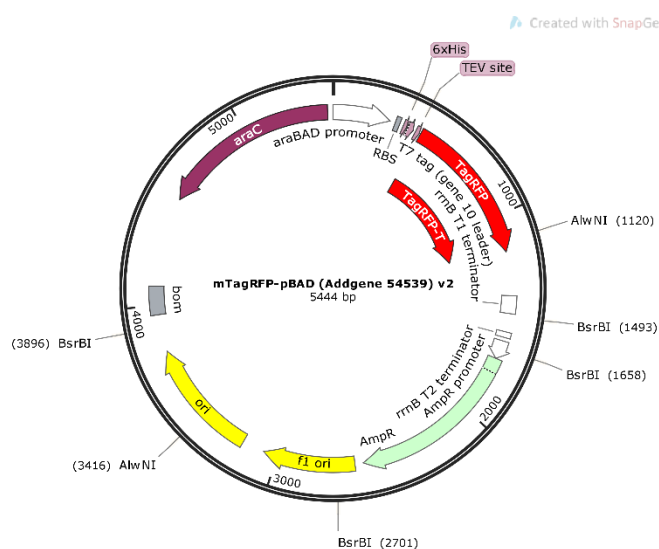 Created with SnapGe
6xHis
TEV site
5000
araC
araBAD promoter
RBS
T7 tag (gene 10 leader)
TagRFP
1000
AlwNI (1120)
TagRFP-T
rrnB T1 terminator
mTagRFP-pBAD (Addgene 54539) v2
5444 bp
bom
4000
BsrBI (1493)
(3896) BsrBI
rrnB T2 terminator
AmpR promoter
BsrBI (1658)
ori
AmpR
2000
(3416) AlwNI
f1 ori
3000
BsrBI (2701)